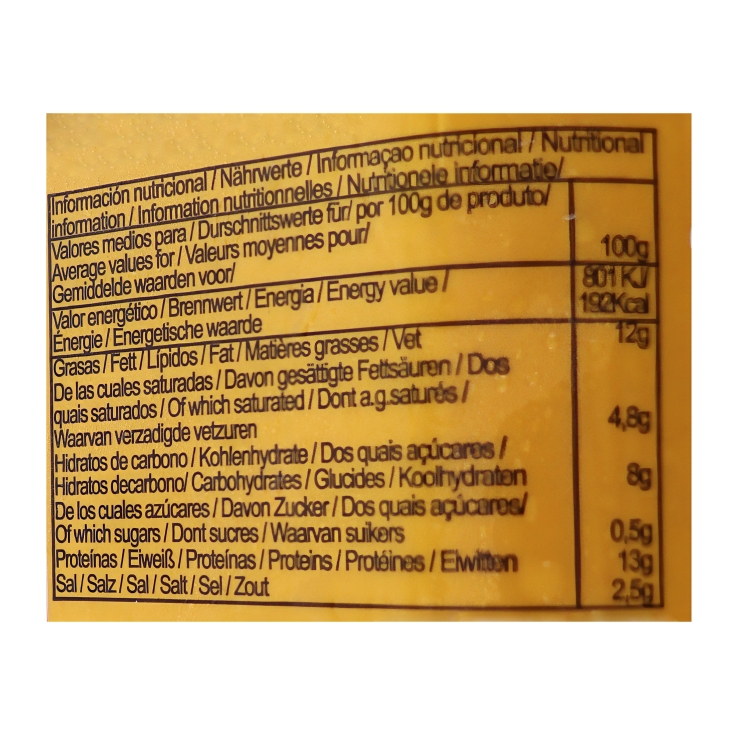 Información nutricional / Nährwerte / Informaçao nutricional / Nutritional
information / Information nutritionnelles / Nutritionele informatie/
Valores medios para / Durschnittswerte für/ por 100g de produto/
Average values for / Valeurs moyennes pour/
Gemiddelde waarden voor/ 100g
Valor energético / Brennwert / Energia / Energy value / 801 KJ
Énergie / Energetische waarde 192Kcal
Grasas / Fett / Lípidos / Fat / Matières grasses / Vet 12g
De las cuales saturadas / Davon gesättigte Fettsäuren / Dos
quais saturados / Of which saturated / Dont a.g.saturés /
Waarvan verzadigde vetzuren 4,8g
Hidratos de carbono / Kohlenhydrate / Dos quais açúcares /
Hidratos decarbono/ Carbohydrates / Glucides / Koolhydraten 8g
De los cuales azúcares / Davon Zucker / Dos quais açúcares/
Of which sugars / Dont sucres / Waarvan suikers 0,5g
Proteínas / Eiweiß / Proteínas / Proteins / Protéines / Eiwitten 13g
Sal / Salz / Sal / Salt / Sel / Zout 2,5g